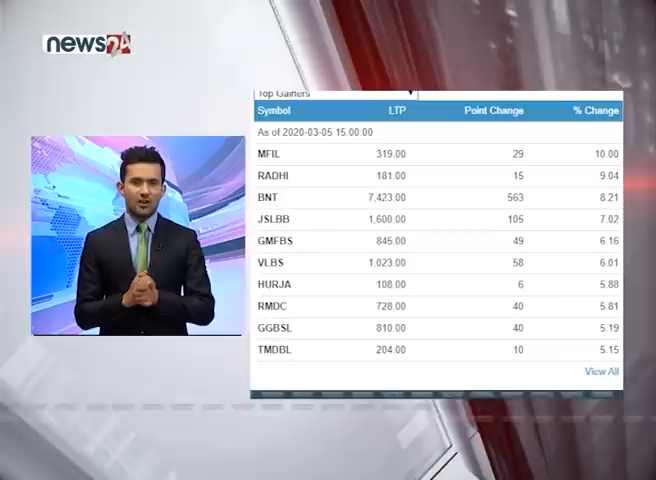 news24
Top Gainers
Symbol LTP Point Change % Change
As of 2020-03-05 15:00:00
MFIL 319.00 29 10.00
RADHI 181.00 15 9.04
BNT 7,423.00 563 8.21
JSLBB 1,600.00 105 7.02
GMFBS 845.00 49 6.16
VLBS 1,023.00 58 6.01
HURJA 108.00 6 5.88
RMDC 728.00 40 5.81
GGBSL 810.00 40 5.19
TMDBL 204.00 10 5.15
View All